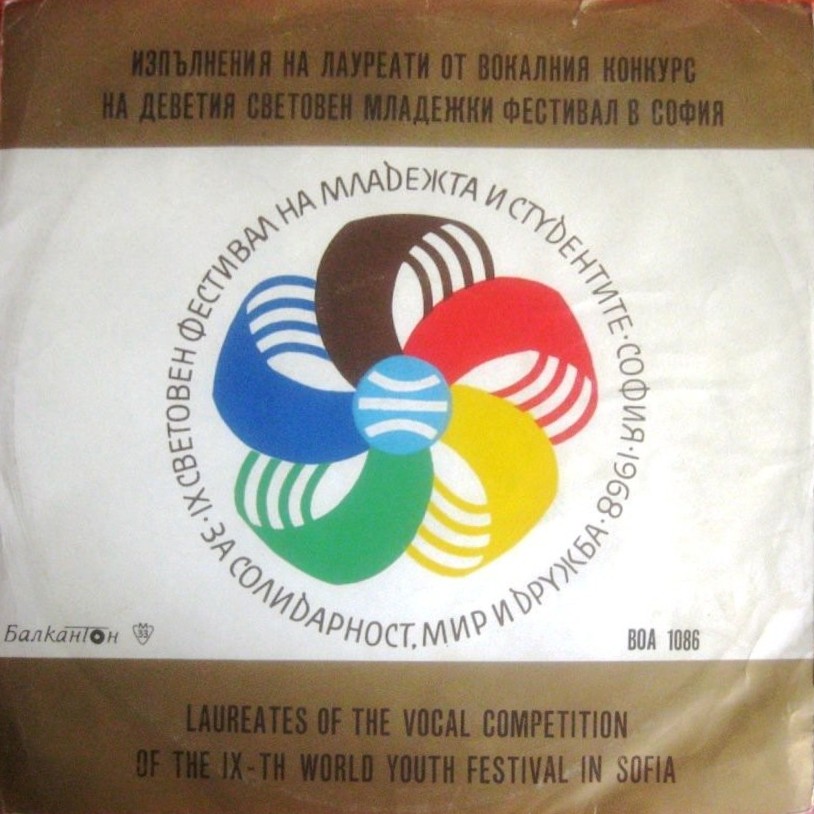 ИЗПЪЛНЕНИЯ НА ЛАУРЕАТИ ОТ ВОКАЛНИЯ КОНКУРС
НА ДЕВЕТИЯ СВЕТОВЕН МЛАДЕЖКИ ФЕСТИВАЛ В СОФИЯ
IX СВЕТОВЕН ФЕСТИВАЛ НА МЛАДЕЖТА И СТУДЕНТИТЕ · СОФИЯ 1968 ·
ЗА СОЛИДАРНОСТ, МИР И ДРУЖБА ·
Балкантон M 33
ВОА 1086
LAUREATES OF THE VOCAL COMPETITION
OF THE IX-TH WORLD YOUTH FESTIVAL IN SOFIA